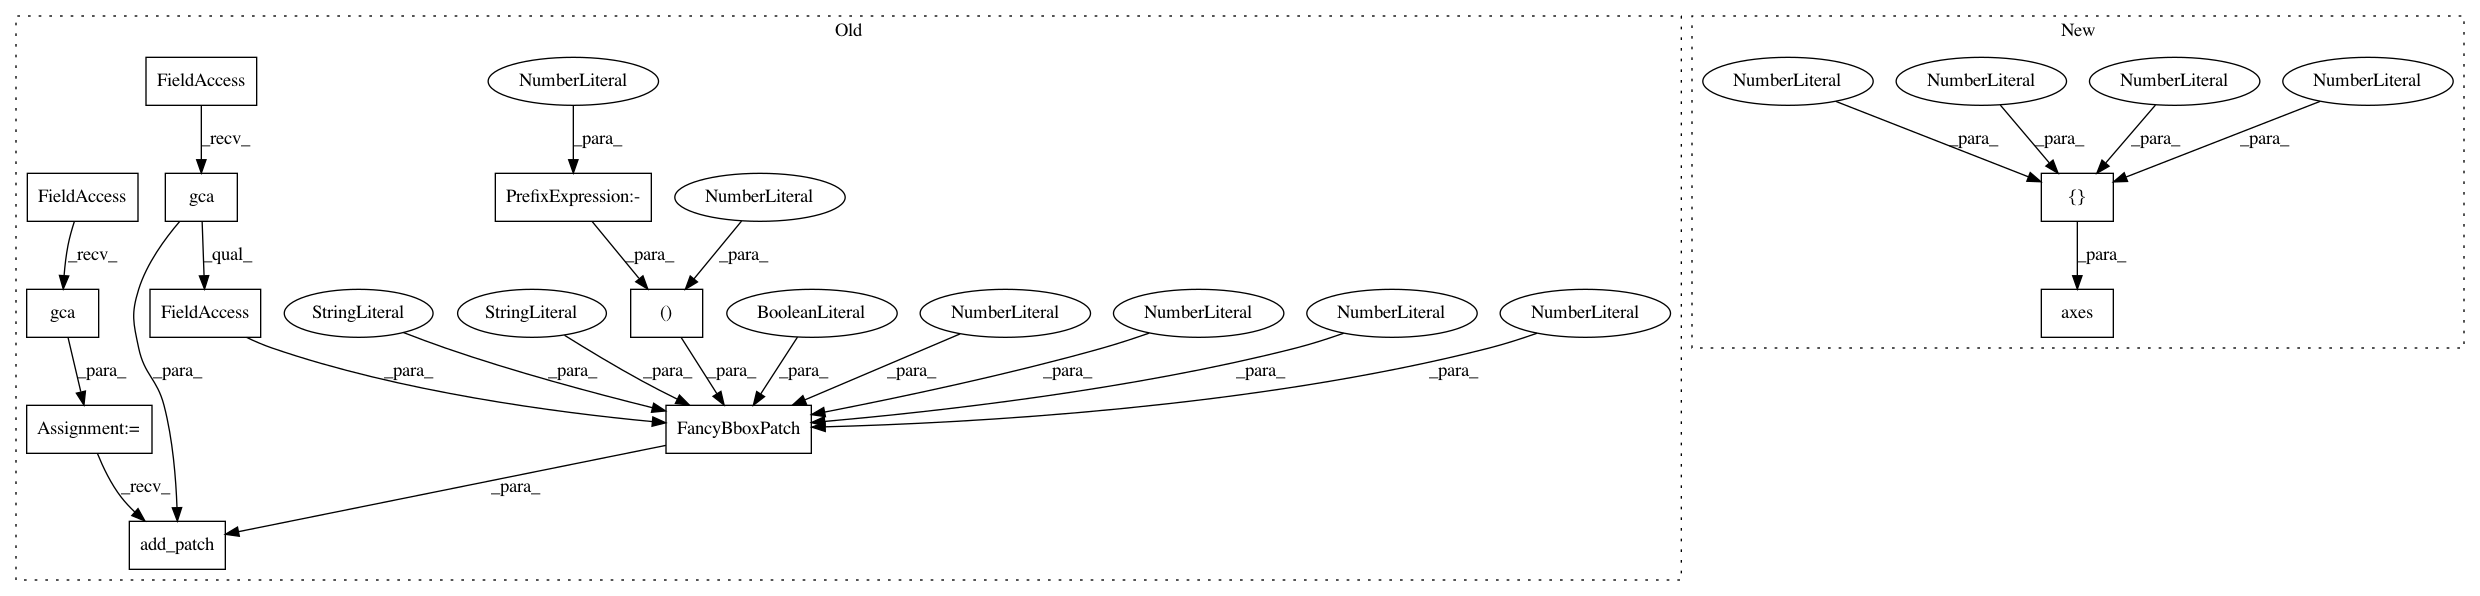 Old
New
FieldAccess
NumberLiteral
NumberLiteral
NumberLiteral
NumberLiteral
NumberLiteral
_recv_
_para_
_para_
_para_
_para_
_para_
FieldAccess
gca
PrefixExpression:-
NumberLiteral
{}
_recv_
_qual_
_para_
_para_
_para_
gca
FieldAccess
StringLiteral
StringLiteral
()
BooleanLiteral
NumberLiteral
NumberLiteral
NumberLiteral
NumberLiteral
axes
_para_
_para_
_para_
_para_
_para_
_para_
_para_
_para_
_para_
_para_
_para_
Assignment:=
FancyBboxPatch
_recv_
_para_
add_patch